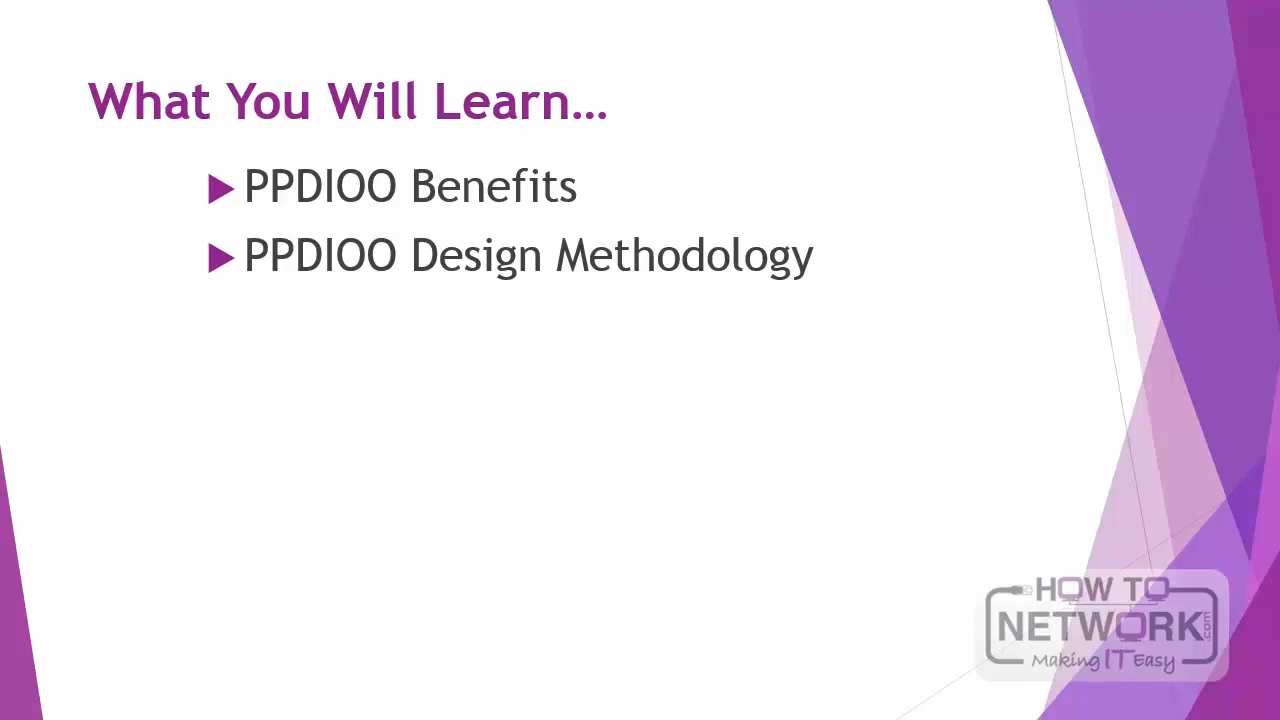 What You Will Learn…
PPDIOO Benefits
PPDIOO Design Methodology
HOW TO
NETWORK.com
Making IT Easy